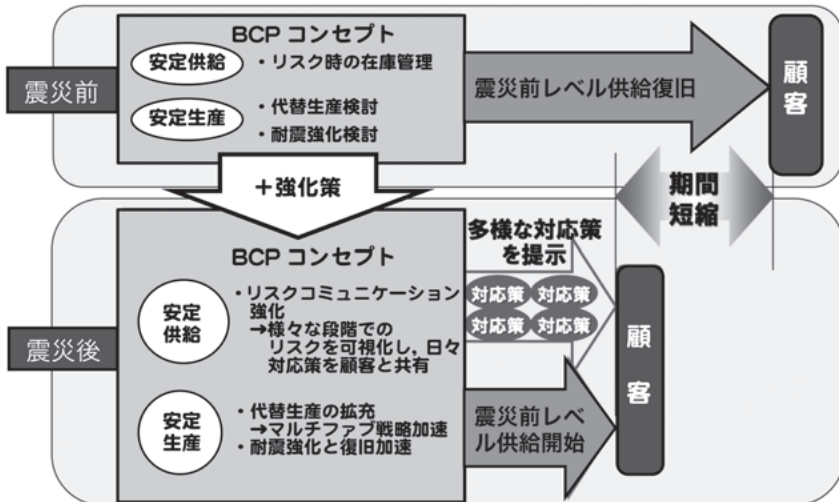 BCP コンセプト
安定供給
・リスク時の在庫管理
震災前
安定生産
・代替生産検討
・耐震強化検討
震災前レベル供給復旧
顧客
＋強化策
期間
短縮
BCP コンセプト
多様な対応策
を提示
安定
供給
・リスクコミュニケーション
強化
→様々な段階での
リスクを可視化し，日々
対応策を顧客と共有
対応策 対応策
対応策 対応策
震災後
顧客
安定
生産
・代替生産の拡充
→マルチファブ戦略加速
・耐震強化と復旧加速
震災前レベ
ル供給開始